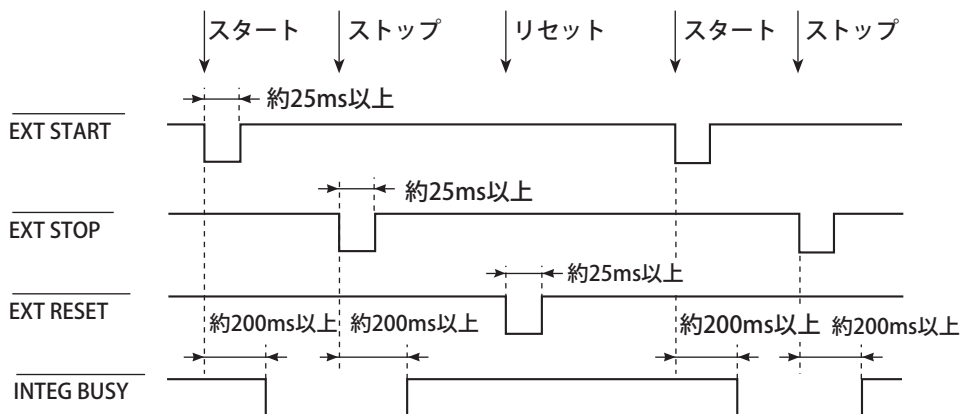 スタート ストップ リセット スタート ストップ
約25ms以上
EXT START
約25ms以上
EXT STOP
約25ms以上
EXT RESET
約200ms以上 約200ms以上 約200ms以上 約200ms以上
INTEG BUSY